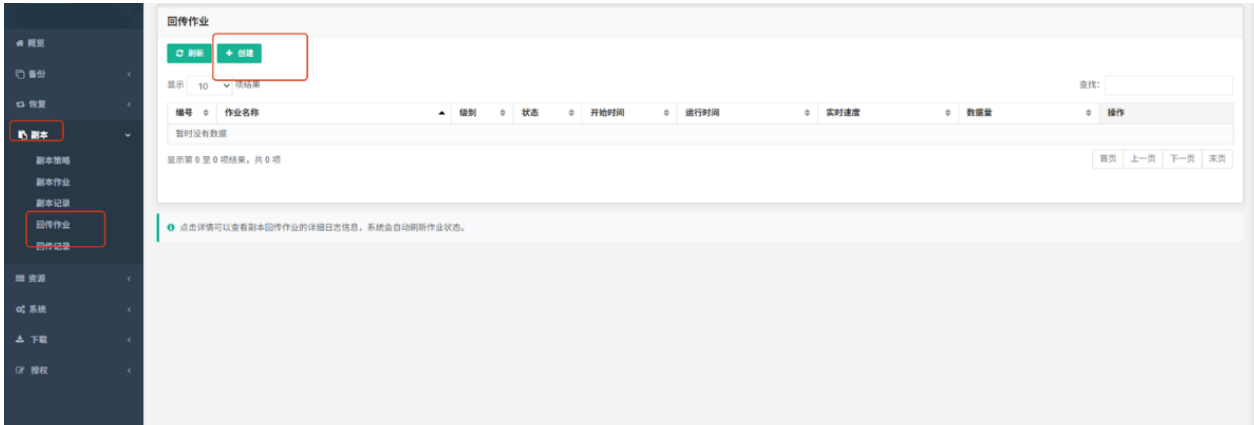 概览
备份
恢复
副本
副本策略
副本作业
副本记录
回传作业
回传记录
资源
系统
下载
授权
回传作业
刷新 创建
显示 10 项结果 查找:
编号 作业名称 级别 状态 开始时间 运行时间 实时速度 数据量 操作
暂时没有数据
显示第 0 至 0 项结果，共 0 项 首页 上一页 下一页 末页
点击详情可以查看副本回传作业的详细日志信息，系统会自动刷新作业状态。